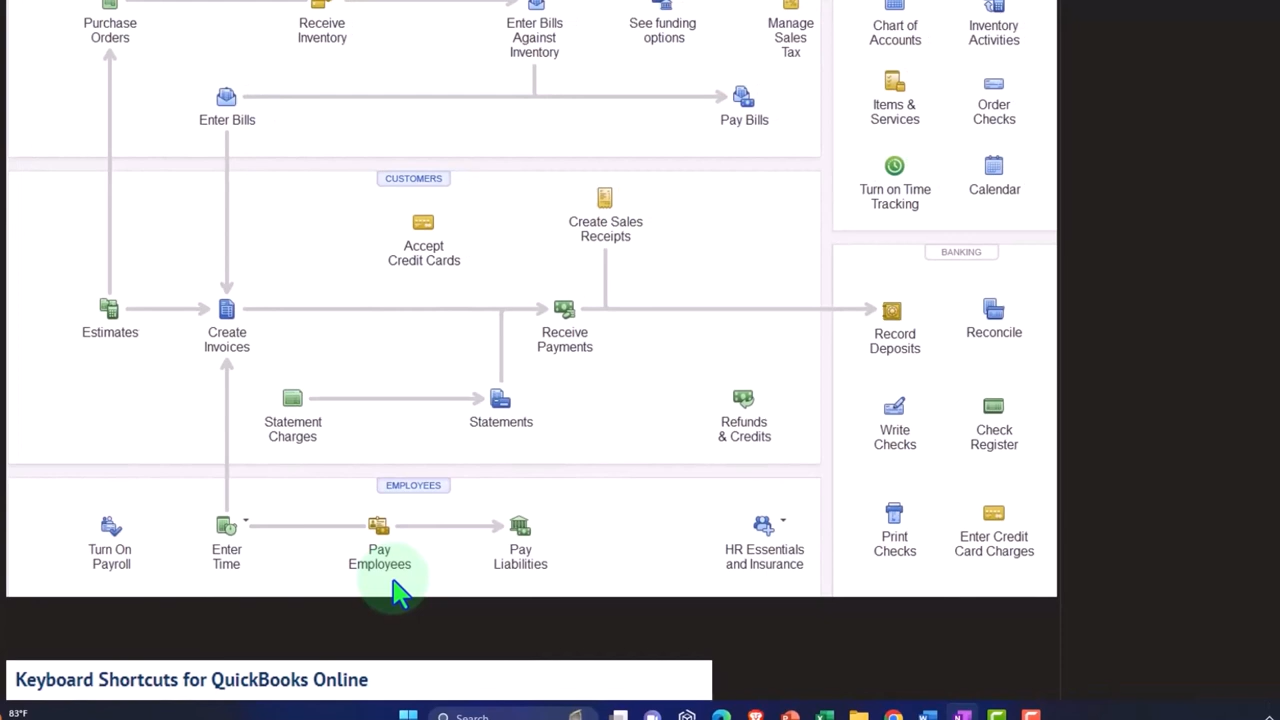 Purchase
Orders
Receive
Inventory
Enter Bills
Against
Inventory
See funding
options
Manage
Sales
Tax
Chart of
Accounts
Inventory
Activities
Enter Bills
Pay Bills
Items &
Services
Order
Checks
Turn on Time
Tracking
Calendar
CUSTOMERS
Accept
Credit Cards
Create Sales
Receipts
Estimates
Create
Invoices
Receive
Payments
Statement
Charges
Statements
Refunds
& Credits
BANKING
Record
Deposits
Reconcile
Write
Checks
Check
Register
Print
Checks
Enter Credit
Card Charges
EMPLOYEES
Turn On
Payroll
Enter
Time
Pay
Employees
Pay
Liabilities
HR Essentials
and Insurance
Keyboard Shortcuts for QuickBooks Online
83°F
Search